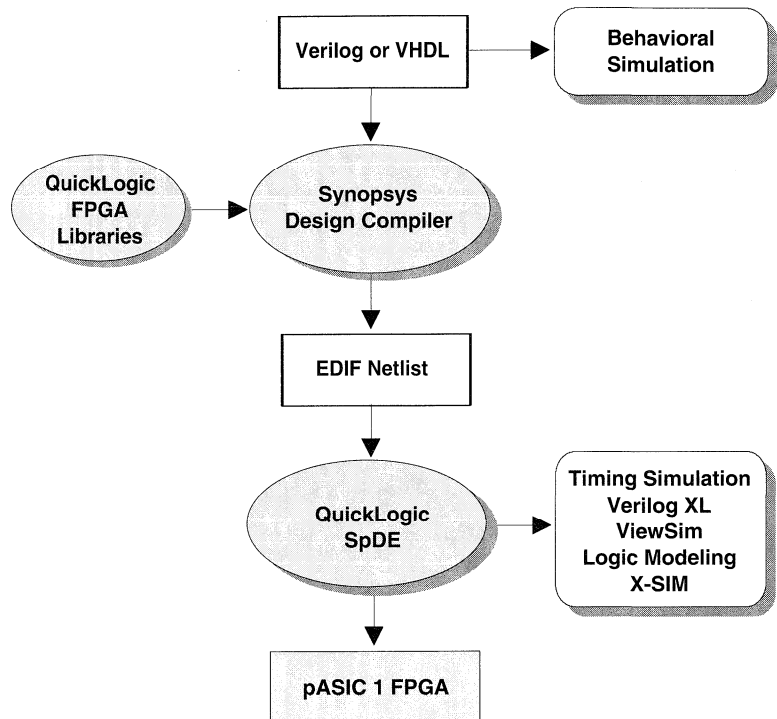 Verilog or VHDL
Behavioral
Simulation
QuickLogic
FPGA
Libraries
Synopsys
Design Compiler
EDIF Netlist
QuickLogic
SpDE
Timing Simulation
Verilog XL
ViewSim
Logic Modeling
X-SIM
pASIC 1 FPGA